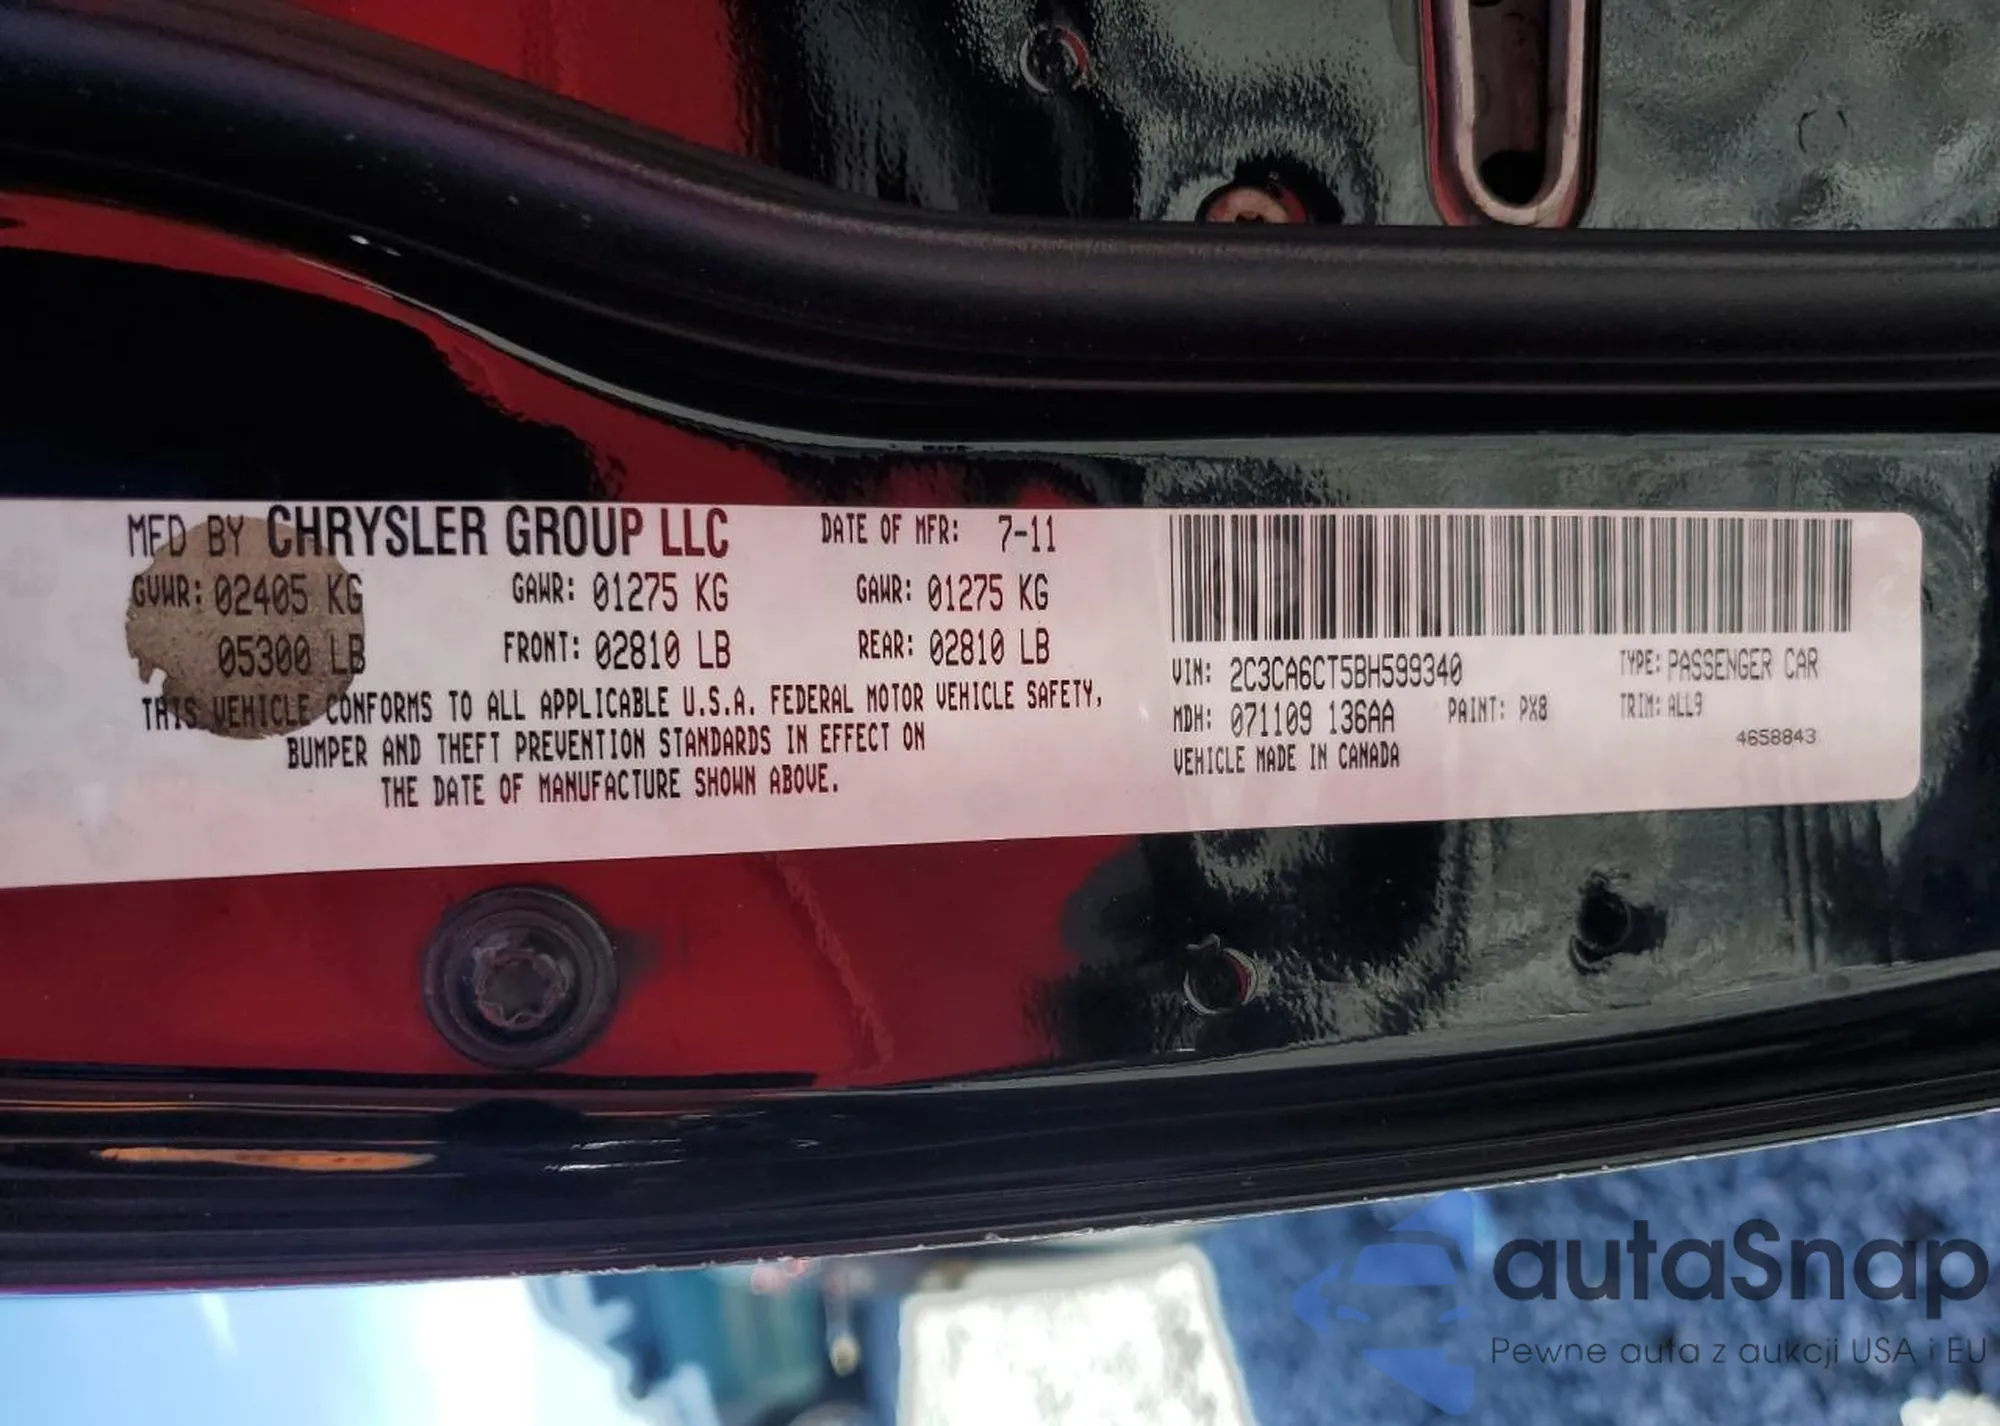 MFD BY CHRYSLER GROUP LLC DATE OF MFR: 7-11
GVWR: 02405 KG GAWR: 01275 KG GAWR: 01275 KG
05300 LB FRONT: 02810 LB REAR: 02810 LB
THIS VEHICLE CONFORMS TO ALL APPLICABLE U.S.A. FEDERAL MOTOR VEHICLE SAFETY,
BUMPER AND THEFT PREVENTION STANDARDS IN EFFECT ON
THE DATE OF MANUFACTURE SHOWN ABOVE.
VIN: 2C3CA6CT5BH599340 TYPE: PASSENGER CAR
MDH: 071109 136AA PAINT: PX8 TRIM: ALL9
VEHICLE MADE IN CANADA 4658843
autaSnap
Pewne auta z aukcji USA i EU